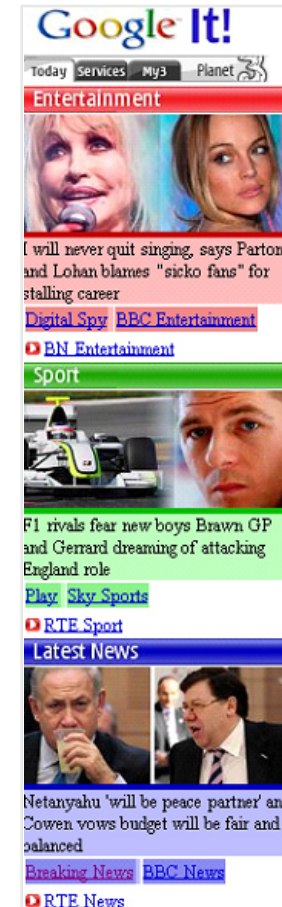 Google It!
Today Services My3 Planet 3
Entertainment
I will never quit singing, says Parton
and Lohan blames "sicko fans" for
stalling career
Digital Spy BBC Entertainment
BN Entertainment
Sport
F1 rivals fear new boys Brawn GP
and Gerrard dreaming of attacking
England role
Play Sky Sports
RTE Sport
Latest News
Netanyahu 'will be peace partner' an
Cowen vows budget will be fair and
balanced
Breaking News BBC News
RTE News